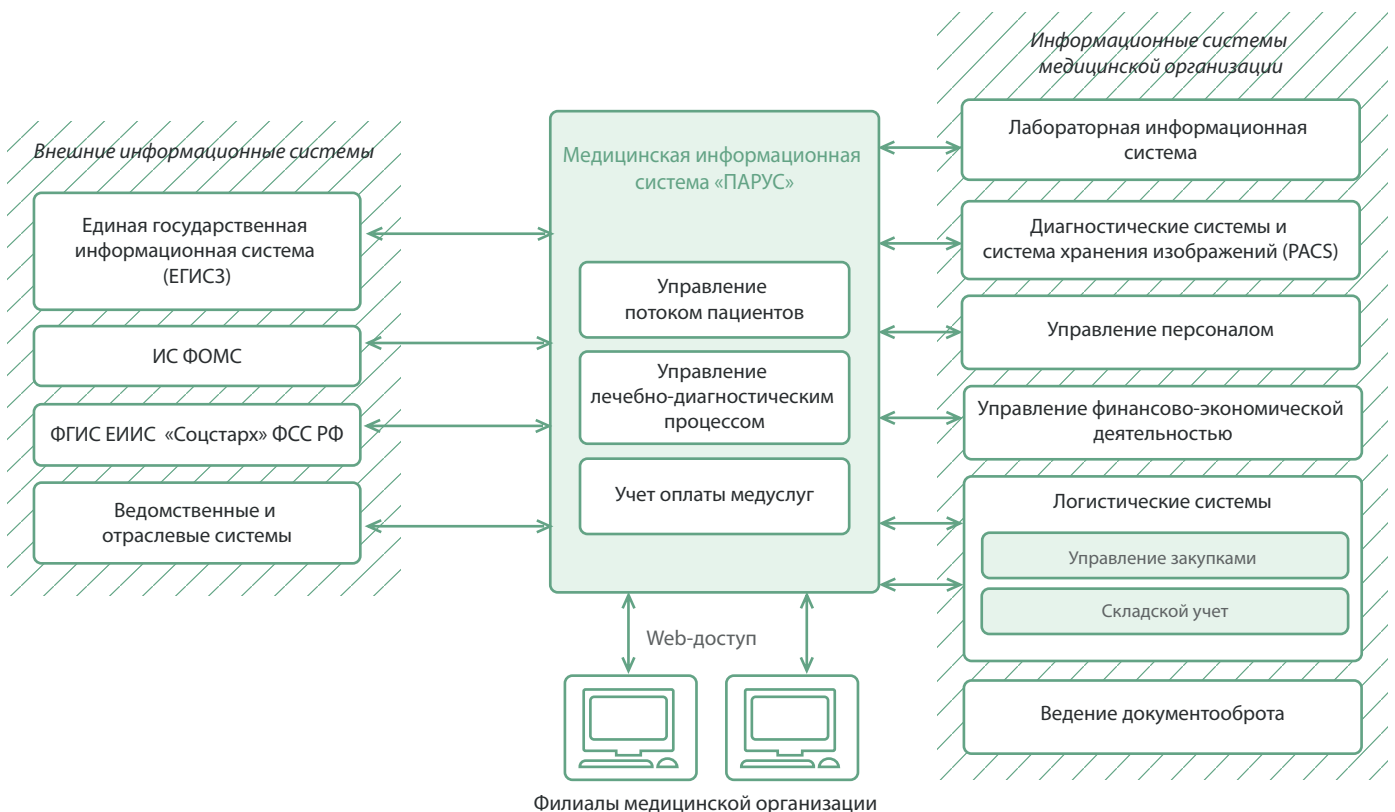 Внешние информационные системы
Единая государственная
информационная система
(ЕГИСЗ)
ИС ФОМС
ФГИС ЕИИС «Соцстарх» ФСС РФ
Ведомственные и
отраслевые системы
Медицинская информационная
система «ПАРУС»
Управление
потоком пациентов
Управление
лечебно-диагностическим
процессом
Учет оплаты медуслуг
Web-доступ
Филиалы медицинской организации
Информационные системы
медицинской организации
Лабораторная информационная
система
Диагностические системы и
система хранения изображений (PACS)
Управление персоналом
Управление финансово-экономической
деятельностью
Логистические системы
Управление закупками
Складской учет
Ведение документооброта